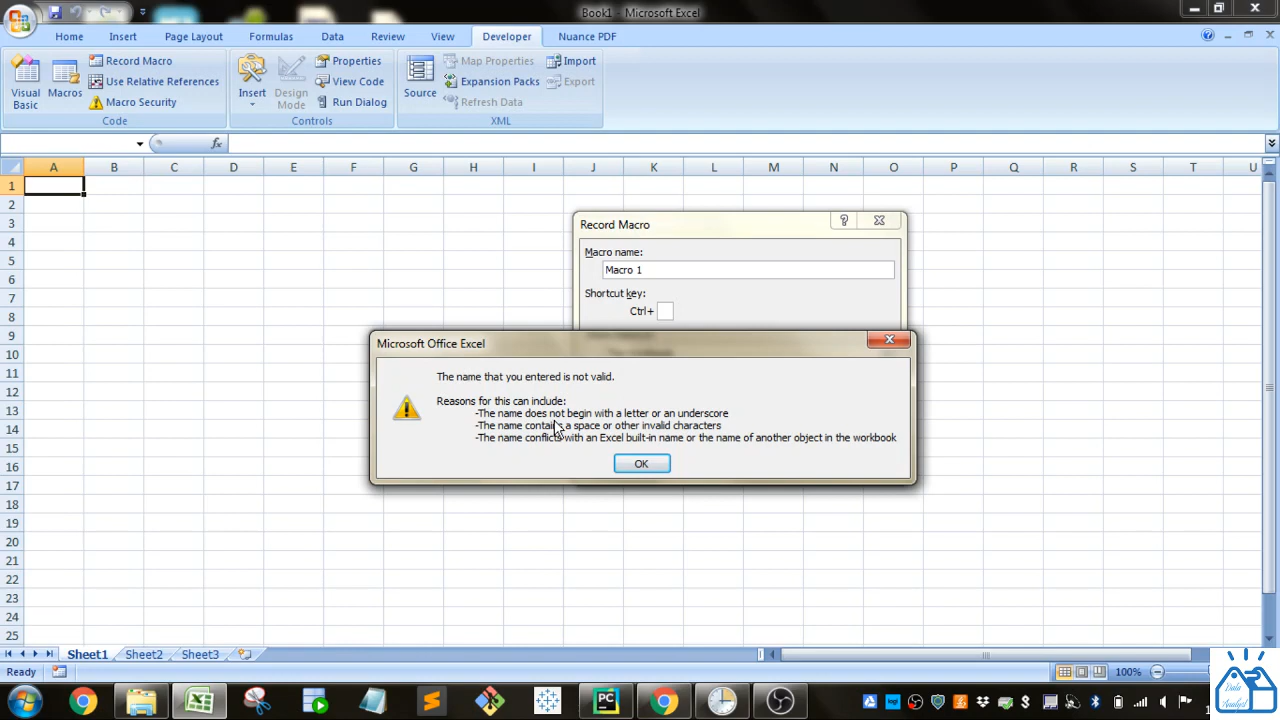 Book1 - Microsoft Excel
Home Insert Page Layout Formulas Data Review View Developer Nuance PDF
Visual Basic
Macros
Record Macro
Use Relative References
Macro Security
Code
Insert
Design Mode
Properties
View Code
Run Dialog
Controls
Source
Map Properties
Expansion Packs
Refresh Data
Import
Export
XML
fx
A B C D E F G H I J K L M N O P Q R S T U
1
2
3
4
5
6
7
8
9
10
11
12
13
14
15
16
17
18
19
20
21
22
23
24
25
Record Macro
Macro name:
Macro 1
Shortcut key:
Ctrl+
Microsoft Office Excel
The name that you entered is not valid.
Reasons for this can include:
-The name does not begin with a letter or an underscore
-The name contains a space or other invalid characters
-The name conflicts with an Excel built-in name or the name of another object in the workbook
OK
Sheet1 Sheet2 Sheet3
Ready
100%
PC
Data
Analyst